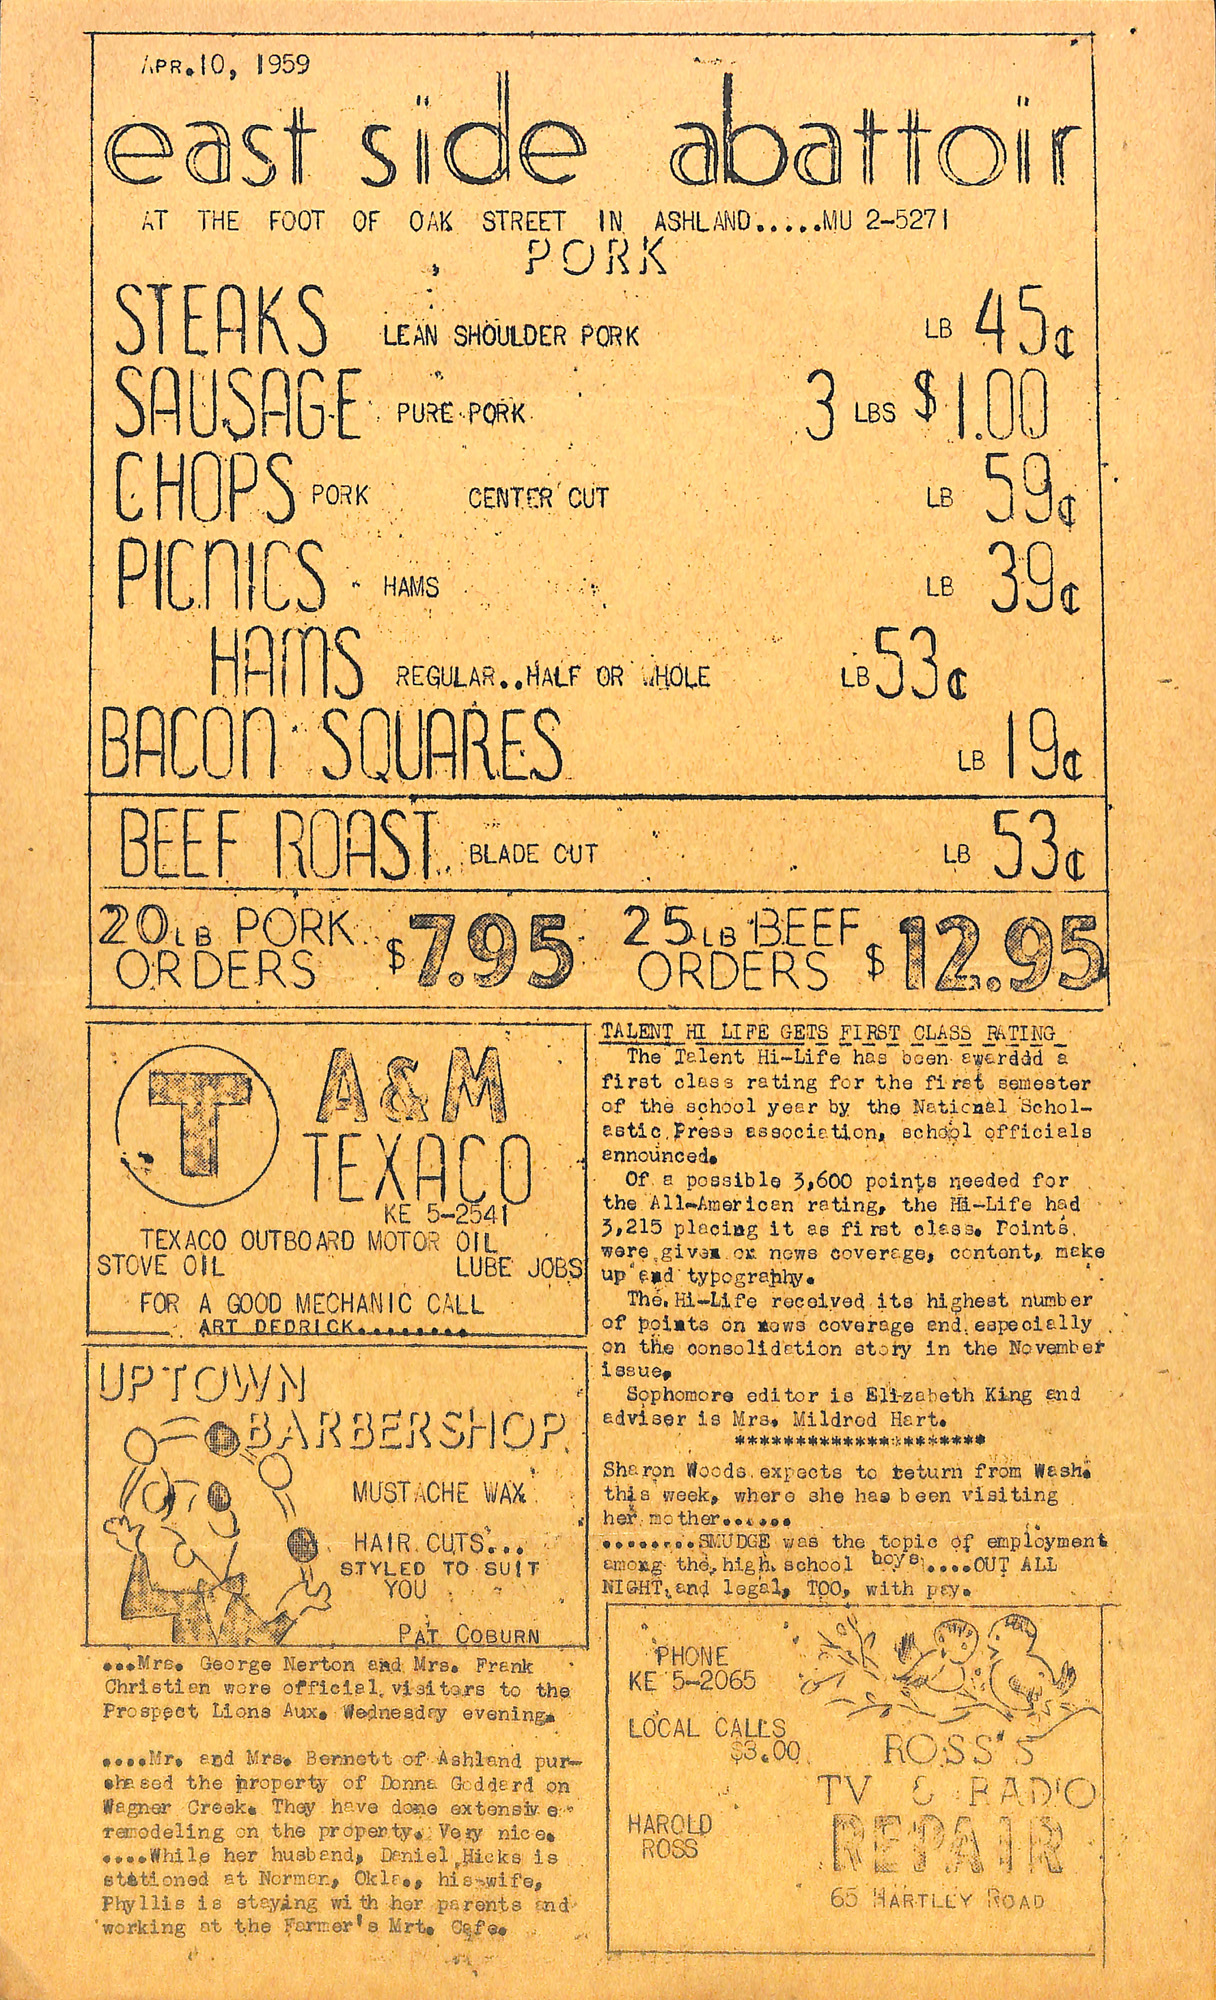 APR.10, 1959
east side abattoir
AT THE FOOT OF OAK STREET IN ASHLAND.....MU 2-5271
PORK
STEAKS LEAN SHOULDER PORK LB 45¢
SAUSAGE PURE PORK 3 LBS $1.00
CHOPS PORK CENTER CUT LB 59¢
PICNICS HAMS LB 39¢
HAMS REGULAR..HALF OR WHOLE LB 53¢
BACON SQUARES LB 19¢
BEEF ROAST BLADE CUT LB 53¢
20 LB PORK ORDERS $7.95
25 LB BEEF ORDERS $12.95
T
A&M
TEXACO
KE 5-2541
TEXACO OUTBOARD MOTOR OIL
STOVE OIL LUBE JOBS
FOR A GOOD MECHANIC CALL
ART DEDRICK.........
UPTOWN
BARBERSHOP
MUSTACHE WAX
HAIR CUTS...
STYLED TO SUIT
YOU
PAT COBURN
...Mrs. George Nerton and Mrs. Frank
Christian were official visitors to the
Prospect Lions Aux. Wednesday evening.
....Mr. and Mrs. Bennett of Ashland pur-
chased the property of Donna Goddard on
Wagner Creek. They have done extensive
remodeling on the property. Very nice.
....While her husband, Daniel Hicks is
stationed at Norman, Okla., his wife,
Phyllis is staying with her parents and
working at the Farmer's Mrt. Cafe.
TALENT HI LIFE GETS FIRST CLASS RATING
The Talent Hi-Life has been awarddd a
first class rating for the first semester
of the school year by the National Schol-
astic Press association, school officials
announced.
Of a possible 3,600 points needed for
the All-American rating, the Hi-Life had
3,215 placing it as first class. Points
were given on news coverage, content, make
up and typography.
The Hi-Life received its highest number
of points on news coverage and especially
on the consolidation story in the November
issue.
Sophomore editor is Elizabeth King and
adviser is Mrs. Mildred Hart.
*********************
Sharon Woods expects to return from Wash.
this week, where she has been visiting
her mother......
........SMUDGE was the topic of employment
among the high school boys....OUT ALL
NIGHT and legal, TOO, with pay.
PHONE
KE 5-2065
LOCAL CALLS
$3.00
ROSS'S
TV & RADIO
REPAIR
HAROLD
ROSS
65 HARTLEY ROAD